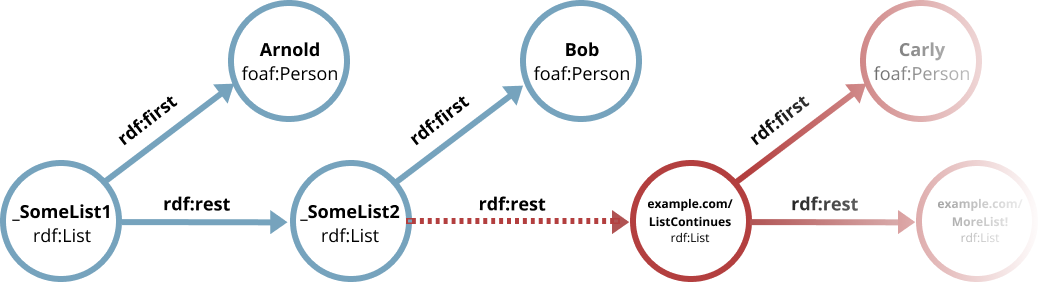 Arnold
foaf:Person
Bob
foaf:Person
Carly
foaf:Person
rdf:first
rdf:first
rdf:first
_SomeList1
rdf:List
rdf:rest
_SomeList2
rdf:List
rdf:rest
example.com/
ListContinues
rdf:List
rdf:rest
example.com/
MoreList!
rdf:List